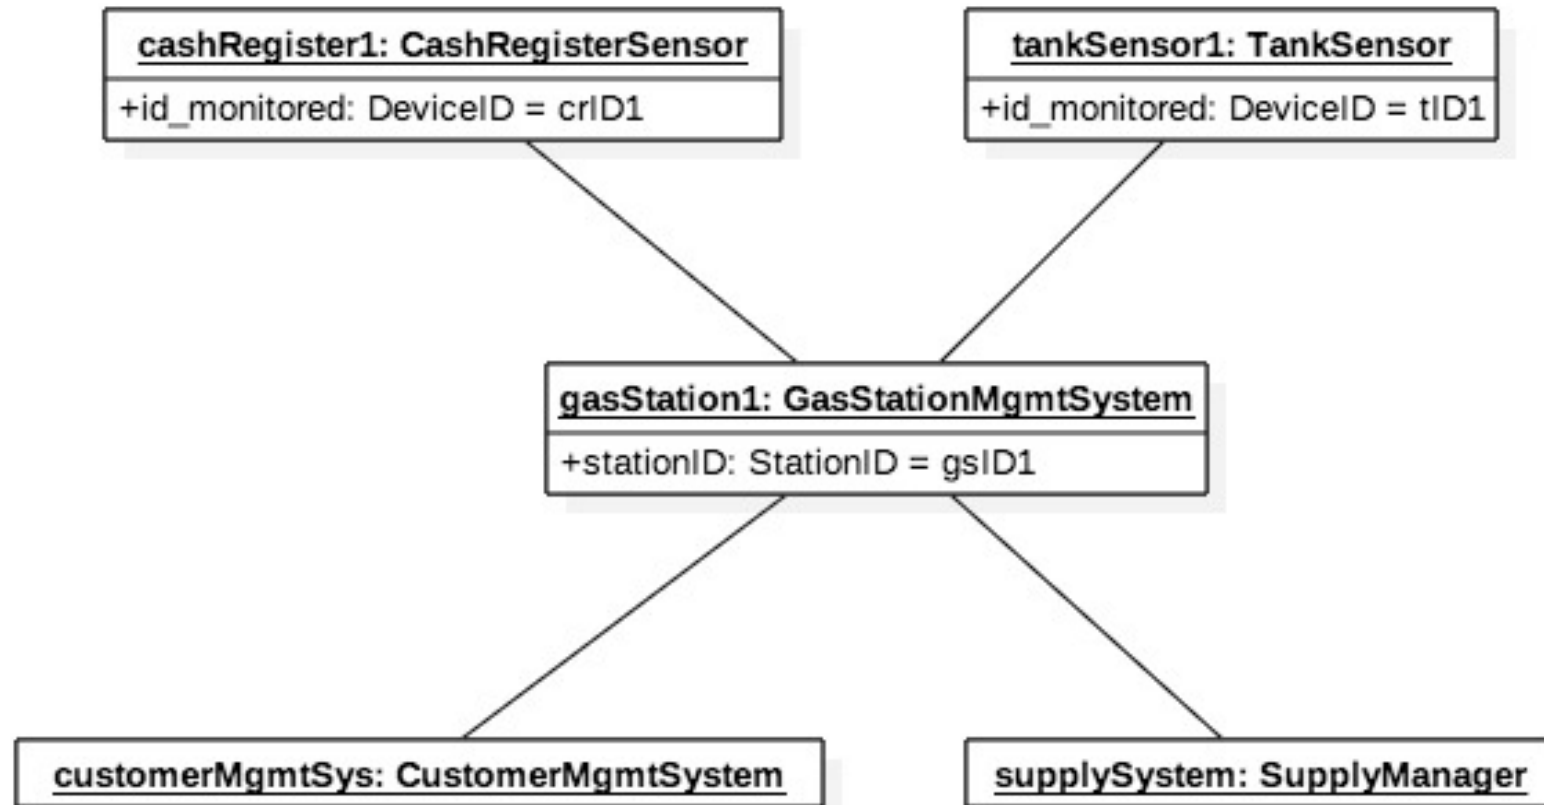 cashRegister1: CashRegisterSensor
+id_monitored: DeviceID = crID1
tankSensor1: TankSensor
+id_monitored: DeviceID = tID1
gasStation1: GasStationMgmtSystem
+stationID: StationID = gsID1
customerMgmtSys: CustomerMgmtSystem
supplySystem: SupplyManager